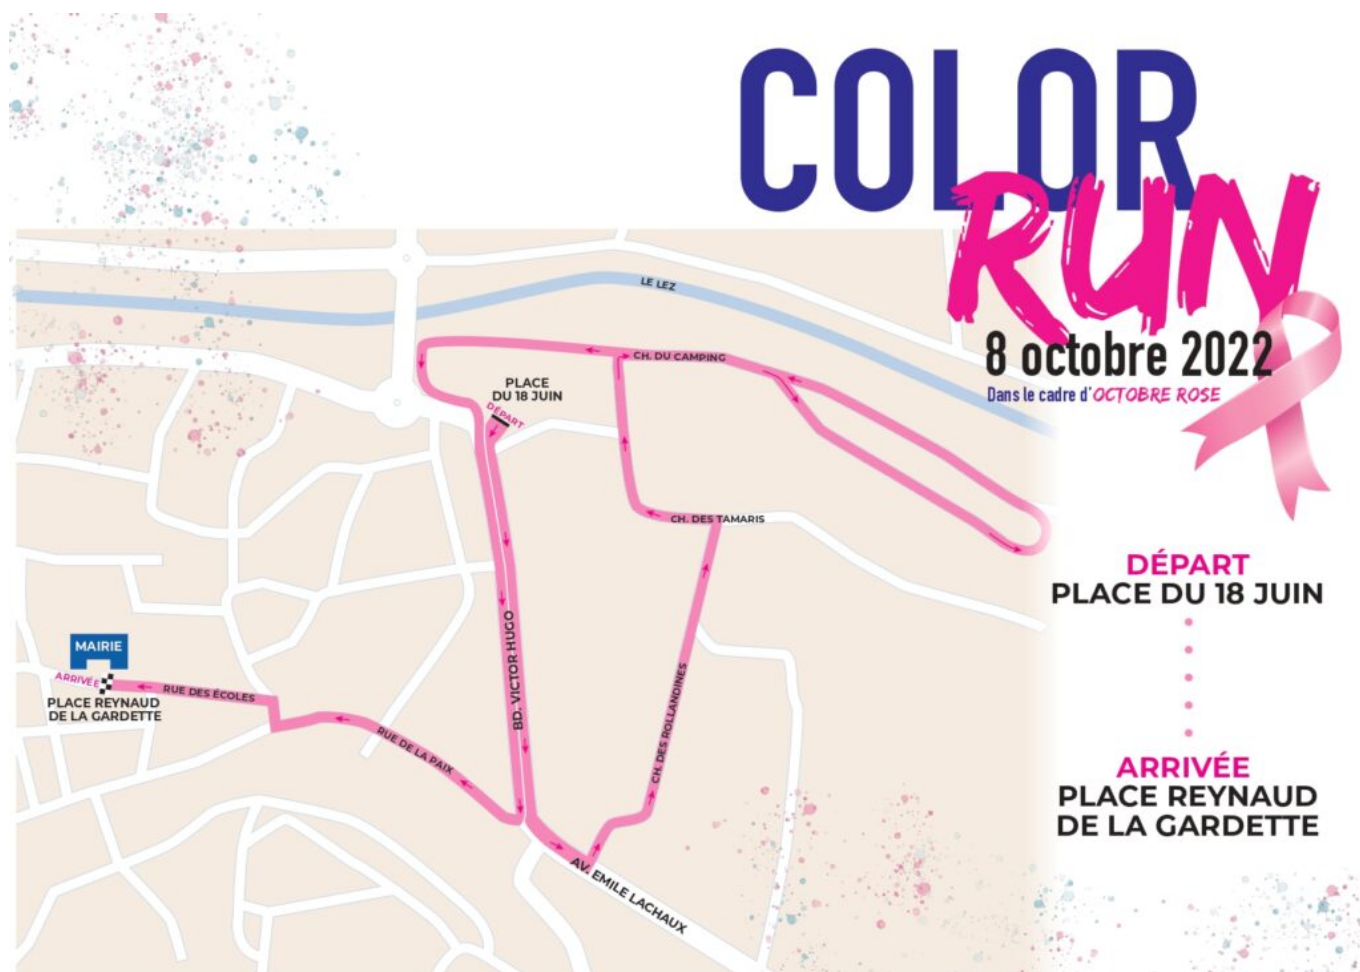 COLOR
RUN
8 octobre 2022
Dans le cadre d'OCTOBRE ROSE
LE LEZ
CH. DU CAMPING
PLACE
DU 18 JUIN
DÉPART
CH. DES TAMARIS
BD. VICTOR HUGO
CH. DES ROLLANDINES
MAIRIE
ARRIVÉE
RUE DES ÉCOLES
PLACE REYNAUD
DE LA GARDETTE
RUE DE LA PAIX
AV. EMILE LACHAUX
DÉPART
PLACE DU 18 JUIN
ARRIVÉE
PLACE REYNAUD
DE LA GARDETTE